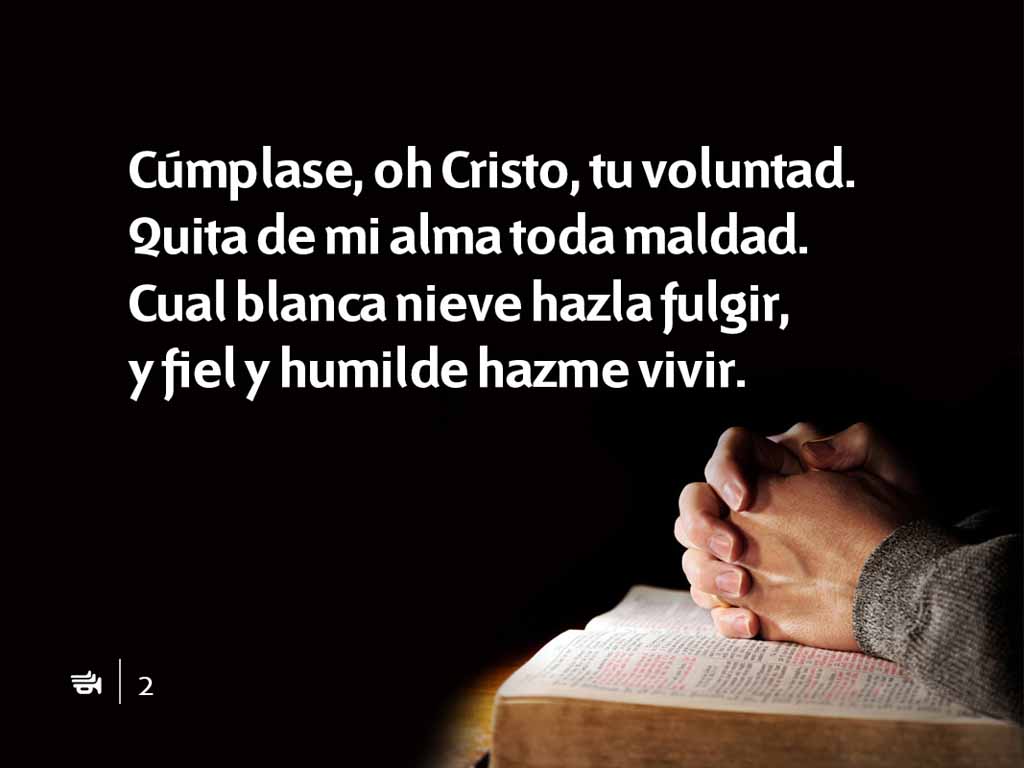 Cúmplase, oh Cristo, tu voluntad.
Quita de mi alma toda maldad.
Cual blanca nieve hazla fulgir,
y fiel y humilde hazme vivir.
2